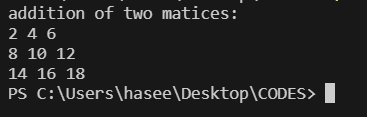 addition of two matices:
2 4 6
8 10 12
14 16 18
PS C:\Users\hasee\Desktop\CODES>